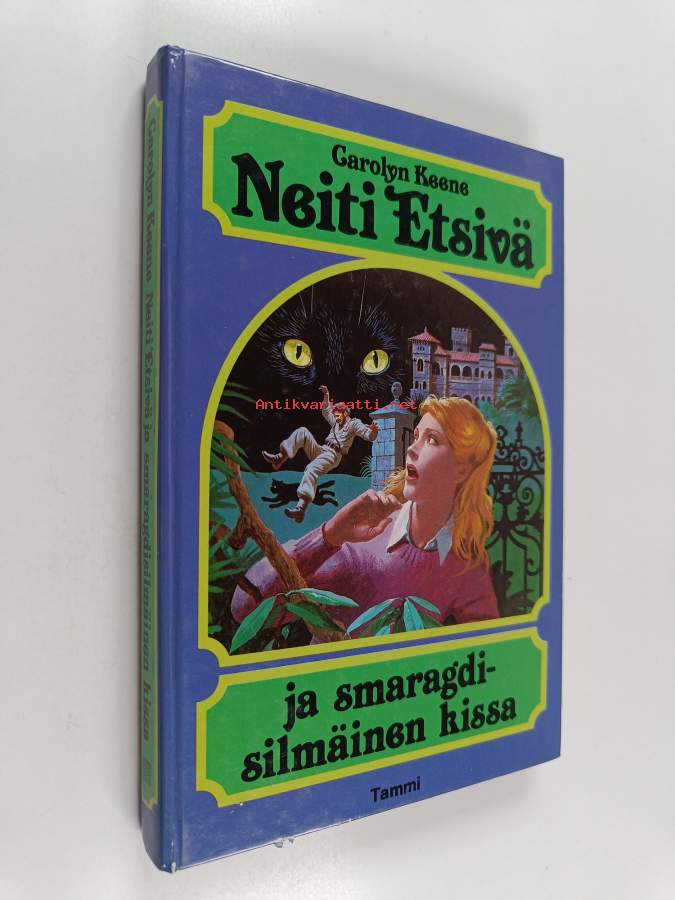 Carolyn Keene
Neiti Etsivä
Antikvariaatti.net
ja smaragdi-
silmäinen kissa
Tammi
Carolyn Keene Neiti Etsivä ja smaragdisilmäinen kissa